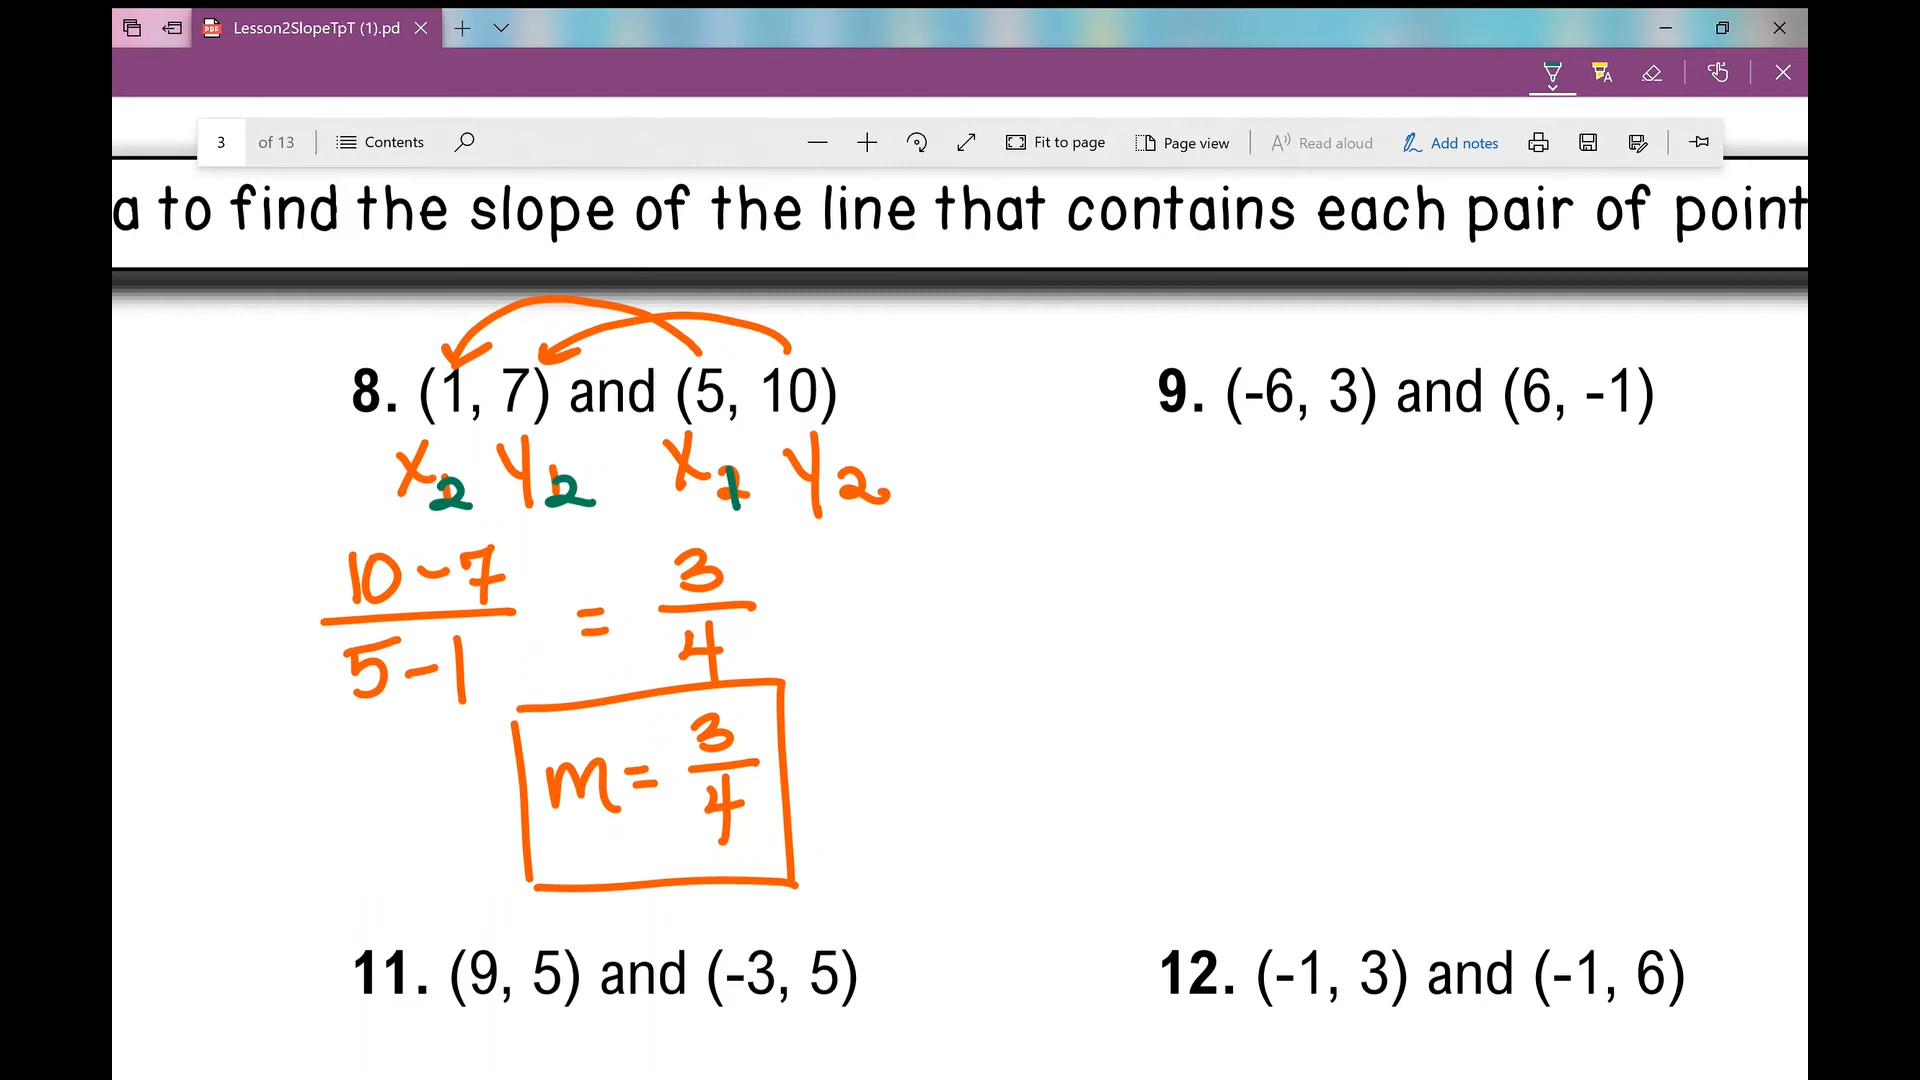 Lesson2SlopeTpT (1).pd
3 of 13 Contents Fit to page Page view Read aloud Add notes
a to find the slope of the line that contains each pair of point
8. (1, 7) and (5, 10)
9. (-6, 3) and (6, -1)
x2 y2 x1 y2
10-7
5-1
=
3
4
m = 3
4
11. (9, 5) and (-3, 5)
12. (-1, 3) and (-1, 6)